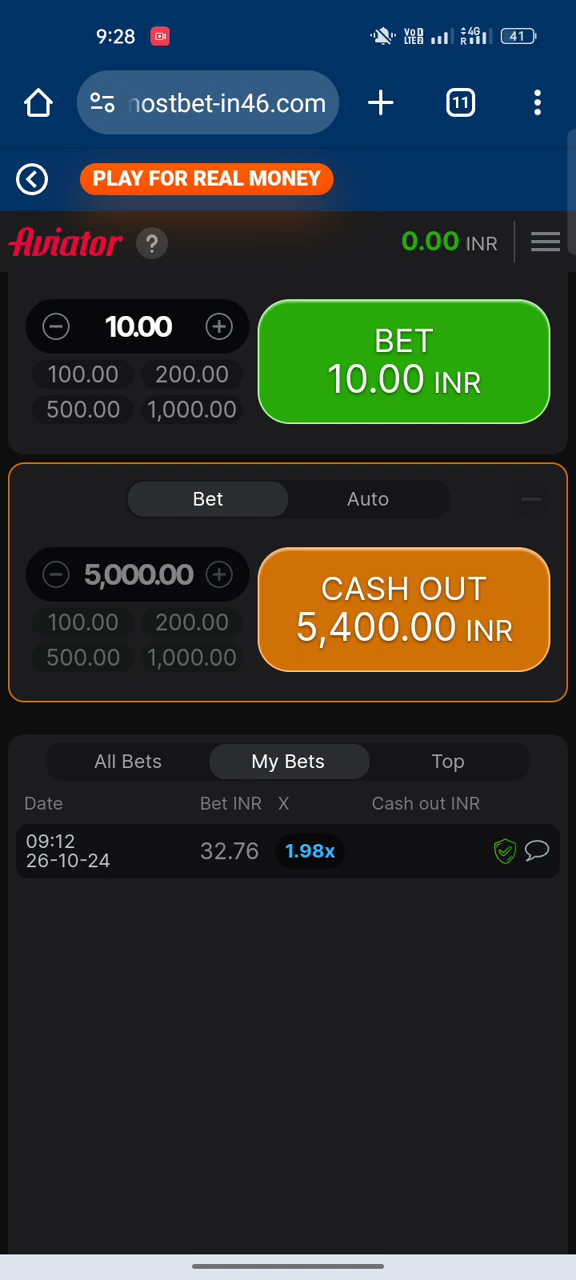 9:28 VoD LTE2 4G R 41
nostbet-in46.com 11
PLAY FOR REAL MONEY
Aviator ? 0.00 INR
10.00
100.00 200.00
500.00 1,000.00
BET
10.00 INR
Bet Auto
5,000.00
100.00 200.00
500.00 1,000.00
CASH OUT
5,400.00 INR
All Bets My Bets Top
Date Bet INR X Cash out INR
09:12
26-10-24
32.76 1.98x